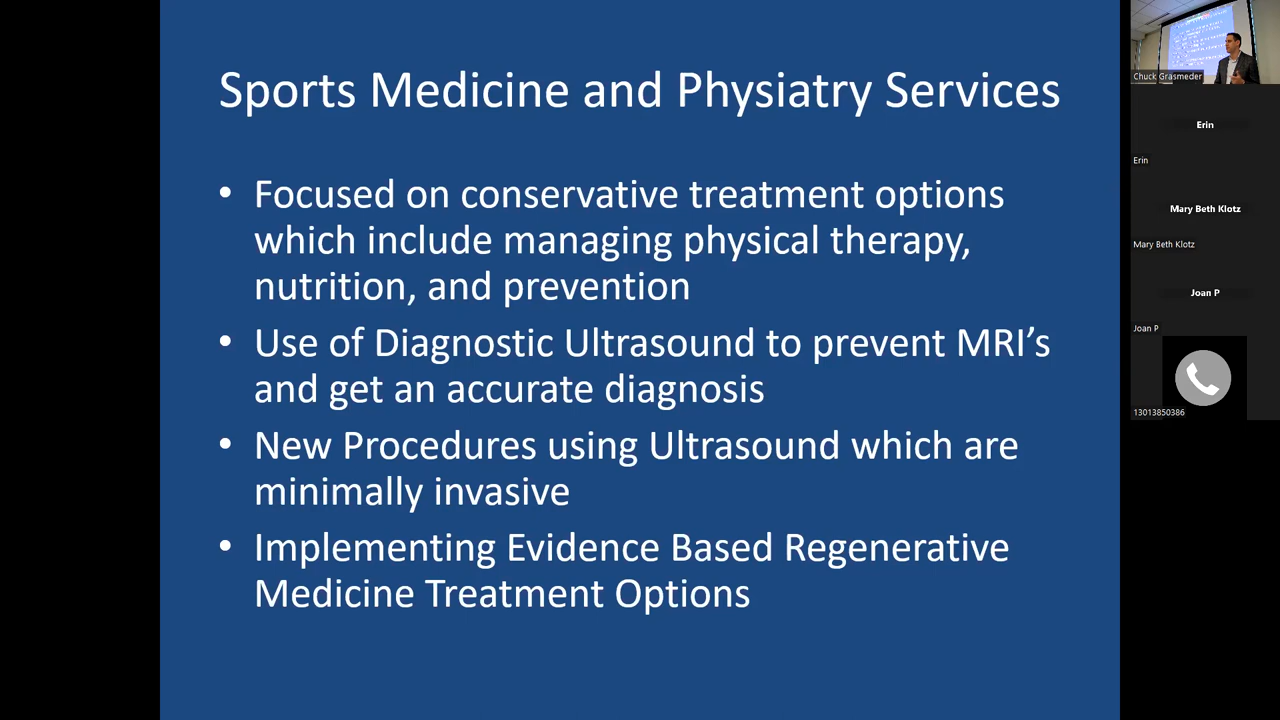 Sports Medicine and Physiatry Services
• Focused on conservative treatment options
which include managing physical therapy,
nutrition, and prevention
• Use of Diagnostic Ultrasound to prevent MRI's
and get an accurate diagnosis
• New Procedures using Ultrasound which are
minimally invasive
• Implementing Evidence Based Regenerative
Medicine Treatment Options
Chuck Grasmeder
Erin
Erin
Mary Beth Klotz
Mary Beth Klotz
Joan P
Joan P
13013850386